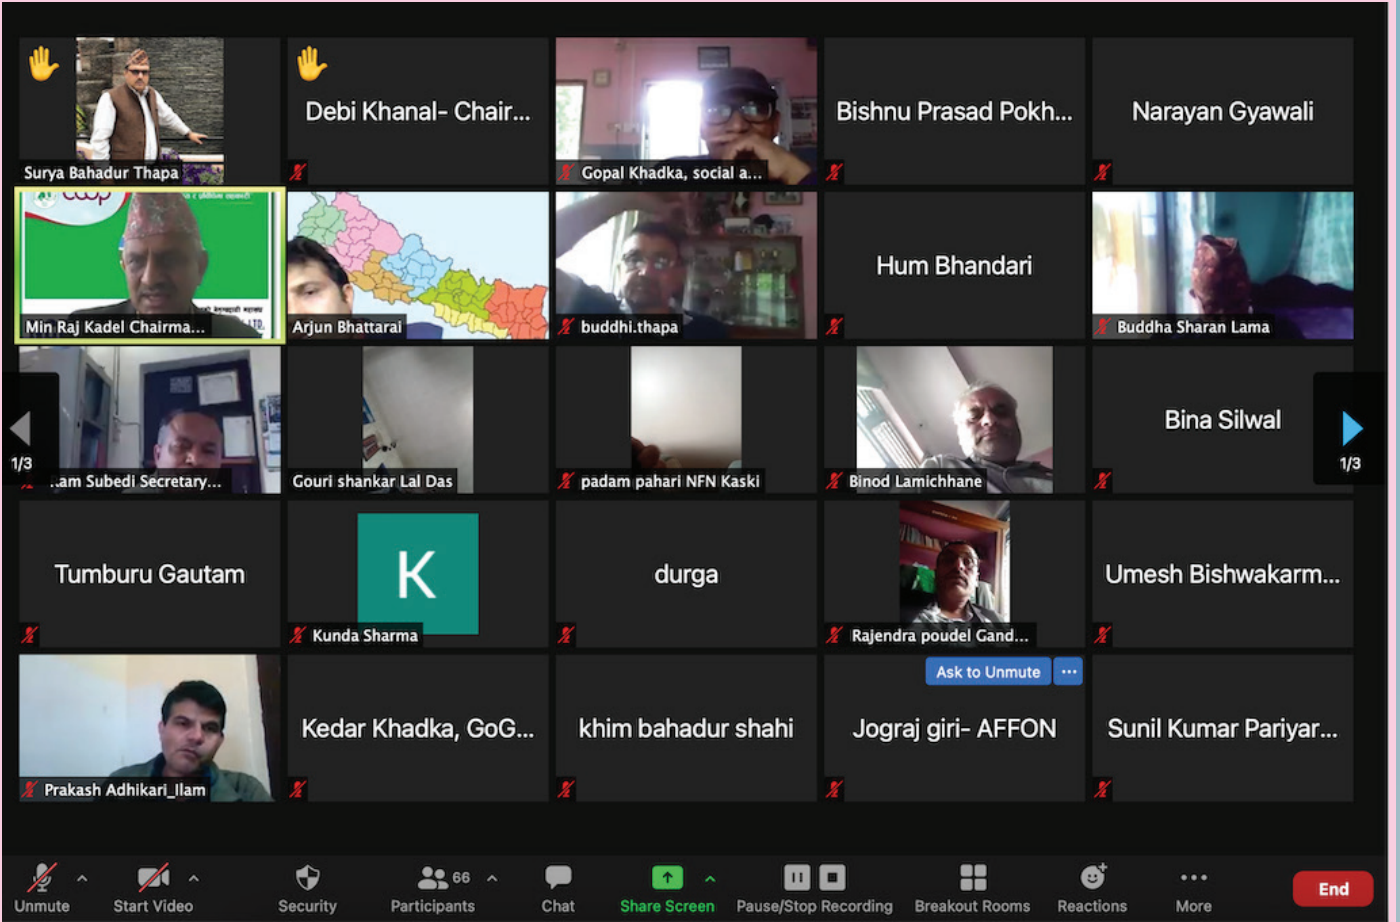 Surya Bahadur Thapa
Debi Khanal- Chair...
Gopal Khadka, social a...
Bishnu Prasad Pokh...
Narayan Gyawali
coop
Min Raj Kadel Chairma...
LTD.
Arjun Bhattarai
buddhi.thapa
Hum Bhandari
Buddha Sharan Lama
1/3
...am Subedi Secretary...
Gouri shankar Lal Das
padam pahari NFN Kaski
Binod Lamichhane
Bina Silwal
1/3
Tumburu Gautam
K
Kunda Sharma
durga
Rajendra poudel Gand...
Umesh Bishwakarm...
Prakash Adhikari_Ilam
Kedar Khadka, GoG...
khim bahadur shahi
Ask to Unmute ...
Jograj giri- AFFON
Sunil Kumar Pariyar...
Unmute
Start Video
Security
66
Participants
Chat
Share Screen
Pause/Stop Recording
Breakout Rooms
Reactions
More
End